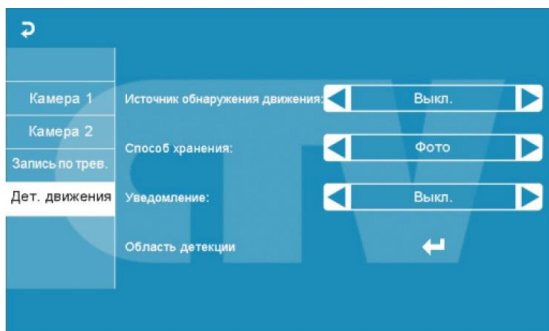 Камера 1
Камера 2
Запись по трев.
Дет. движения
Источник обнаружения движения:
Выкл.
Способ хранения:
Фото
Уведомление:
Выкл.
Область детекции
CTV